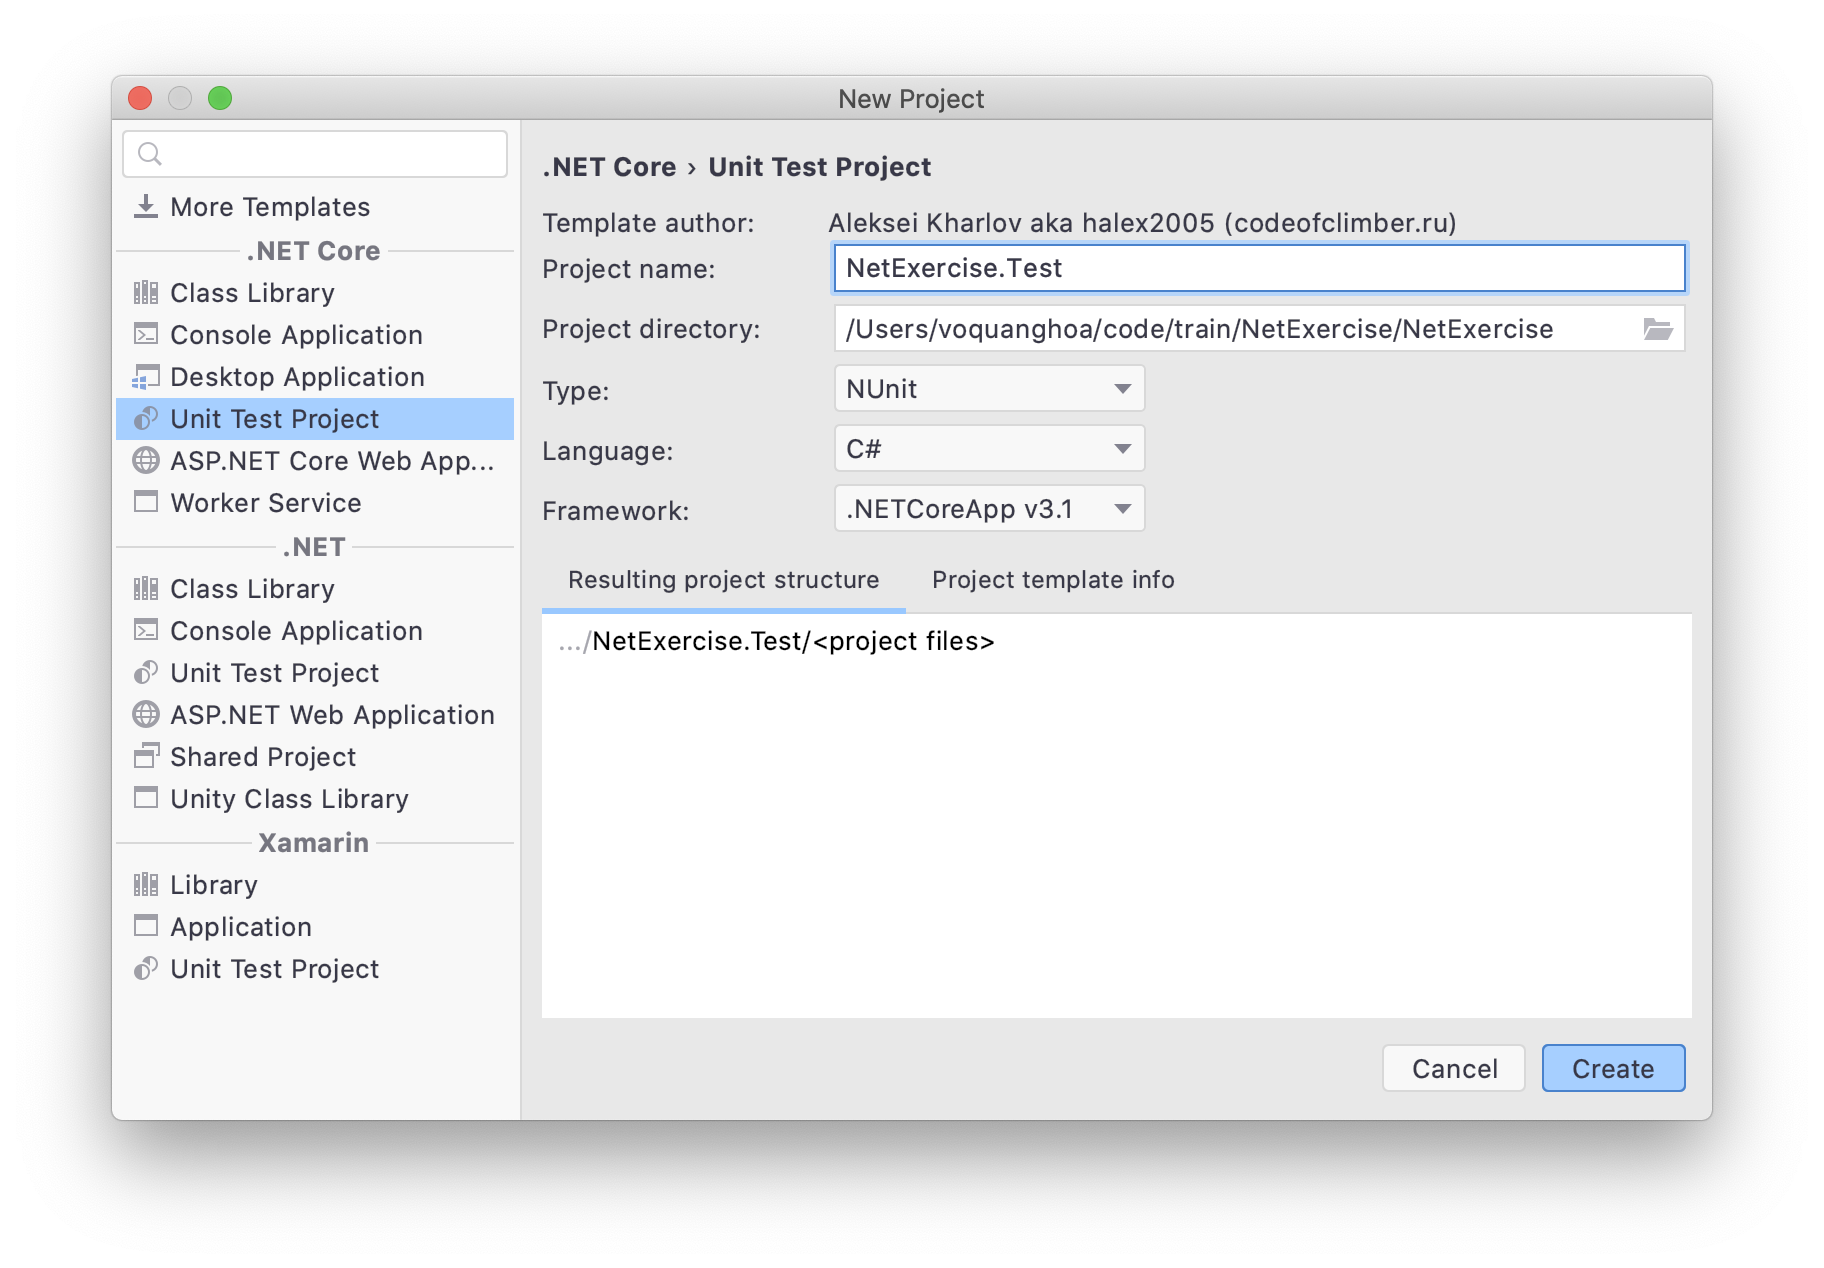 New Project
More Templates
.NET Core
Class Library
Console Application
Desktop Application
Unit Test Project
ASP.NET Core Web App...
Worker Service
.NET
Class Library
Console Application
Unit Test Project
ASP.NET Web Application
Shared Project
Unity Class Library
Xamarin
Library
Application
Unit Test Project
.NET Core › Unit Test Project
Template author: Aleksei Kharlov aka halex2005 (codeofclimber.ru)
Project name: NetExercise.Test
Project directory: /Users/voquanghoa/code/train/NetExercise/NetExercise
Type: NUnit
Language: C#
Framework: .NETCoreApp v3.1
Resulting project structure Project template info
.../NetExercise.Test/<project files>
Cancel Create